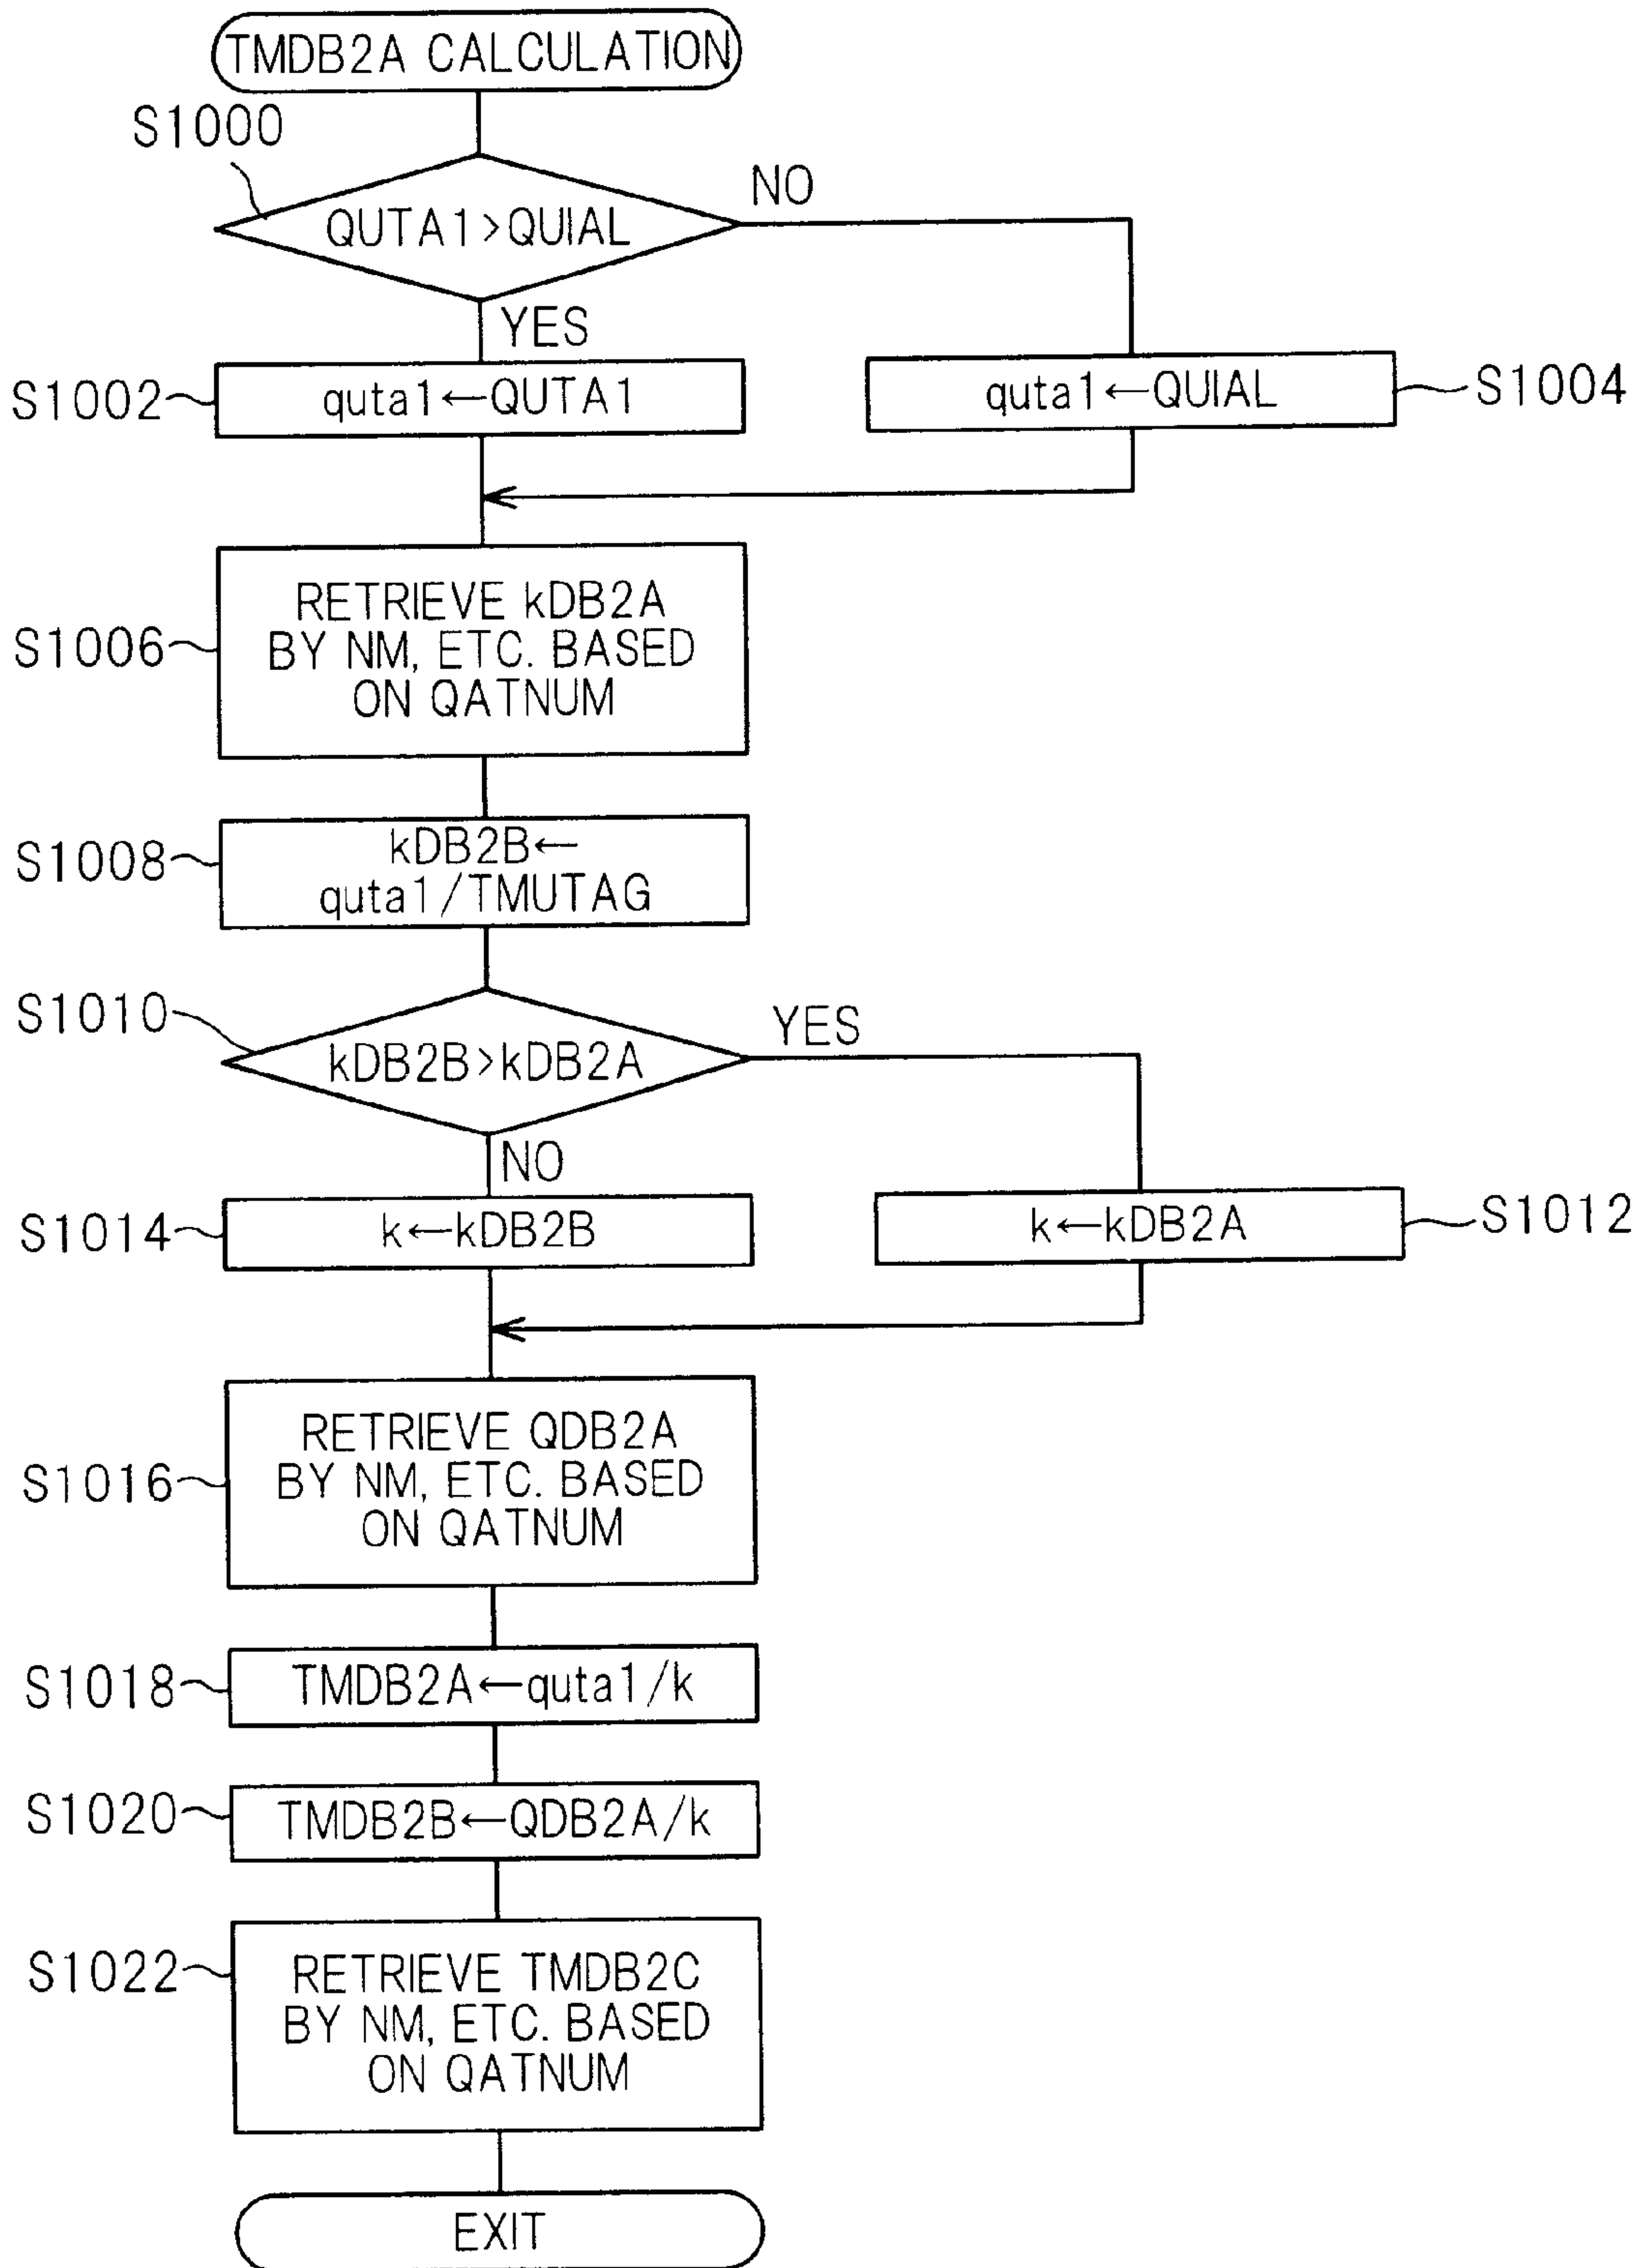 TMDB2A CALCULATION
S1000
QUTA1>QUIAL
NO
YES
S1002
quta1←QUTA1
quta1←QUIAL
S1004
S1006
RETRIEVE kDB2A
BY NM, ETC. BASED
ON QATNUM
S1008
kDB2B←
quta1/TMUTAG
S1010
kDB2B>kDB2A
YES
NO
S1014
k←kDB2B
k←kDB2A
S1012
S1016
RETRIEVE QDB2A
BY NM, ETC. BASED
ON QATNUM
S1018
TMDB2A←quta1/k
S1020
TMDB2B←QDB2A/k
S1022
RETRIEVE TMDB2C
BY NM, ETC. BASED
ON QATNUM
EXIT